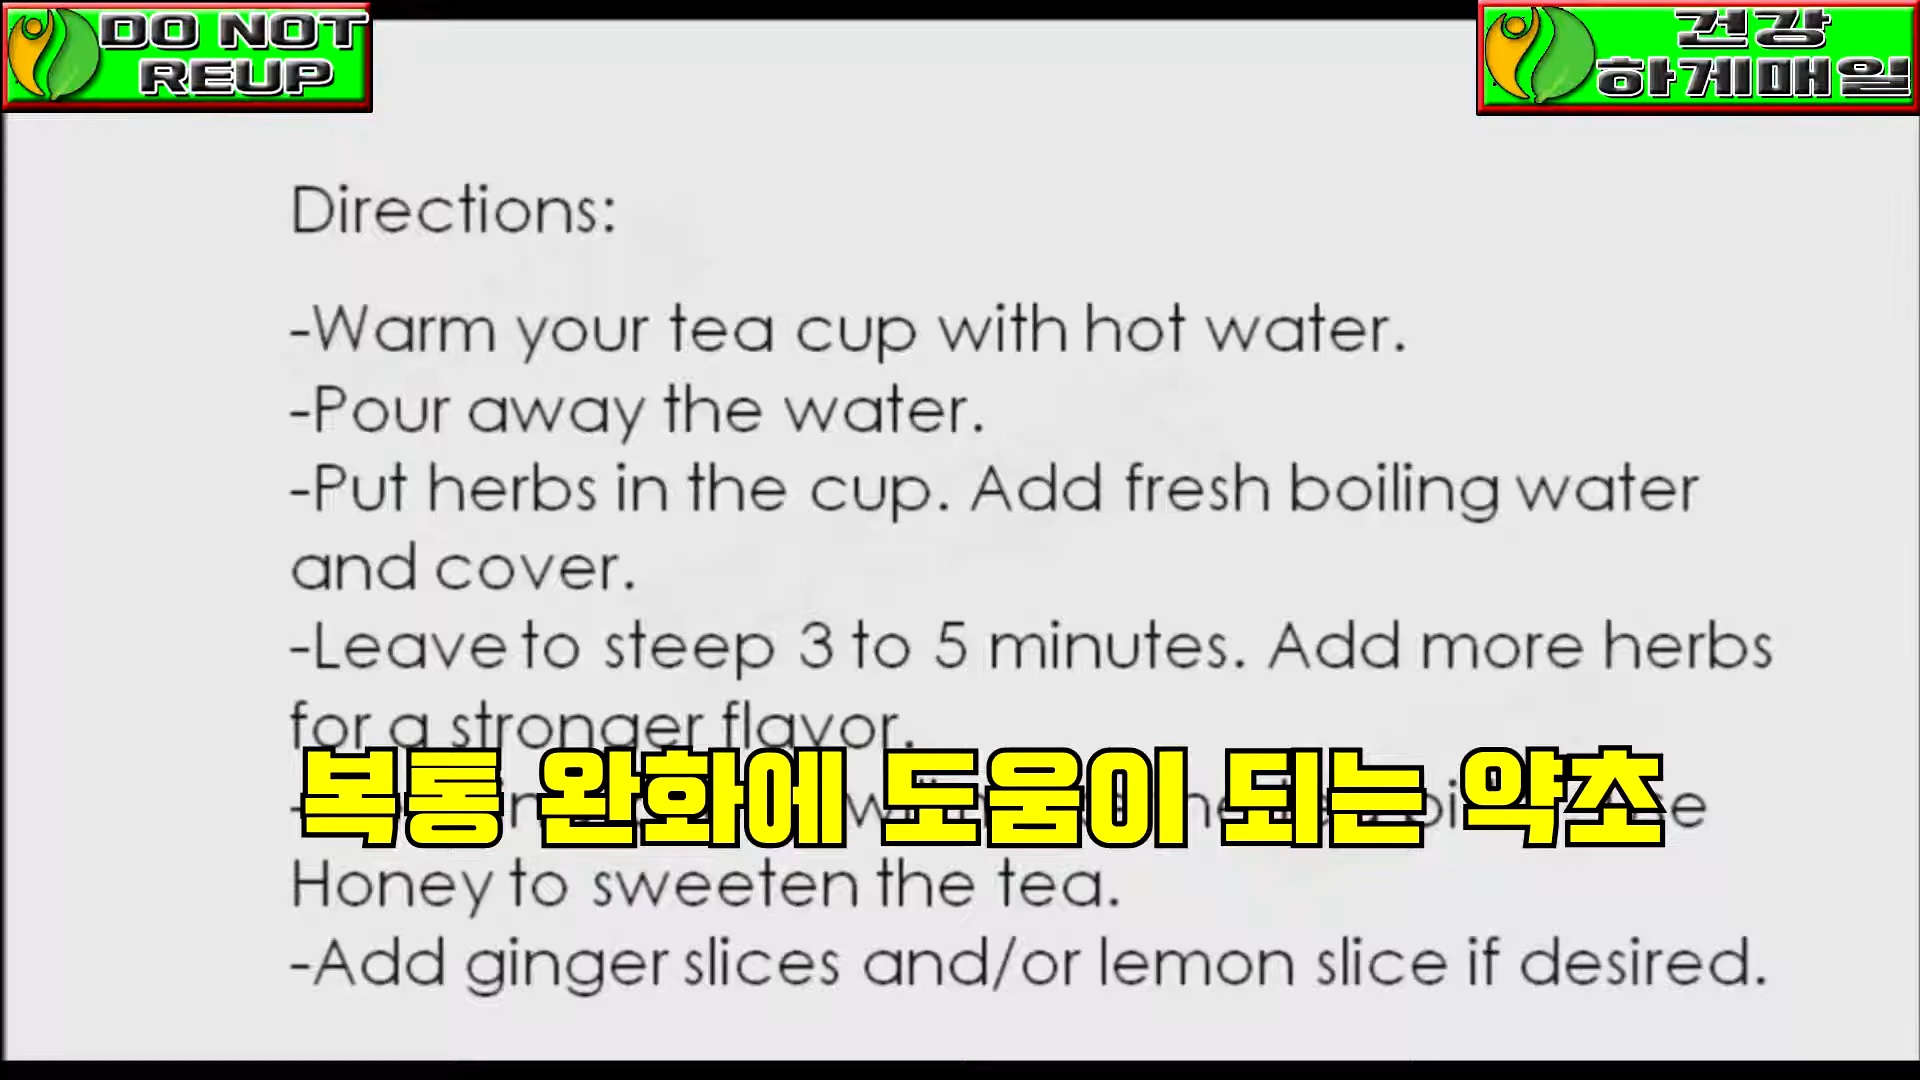 DO NOT
REUP
건강
하게매일
Directions:
-Warm your tea cup with hot water.
-Pour away the water.
-Put herbs in the cup. Add fresh boiling water
and cover.
-Leave to steep 3 to 5 minutes. Add more herbs
for a stronger flavor.
복통 완화에 도움이 되는 약초
Honey to sweeten the tea.
-Add ginger slices and/or lemon slice if desired.